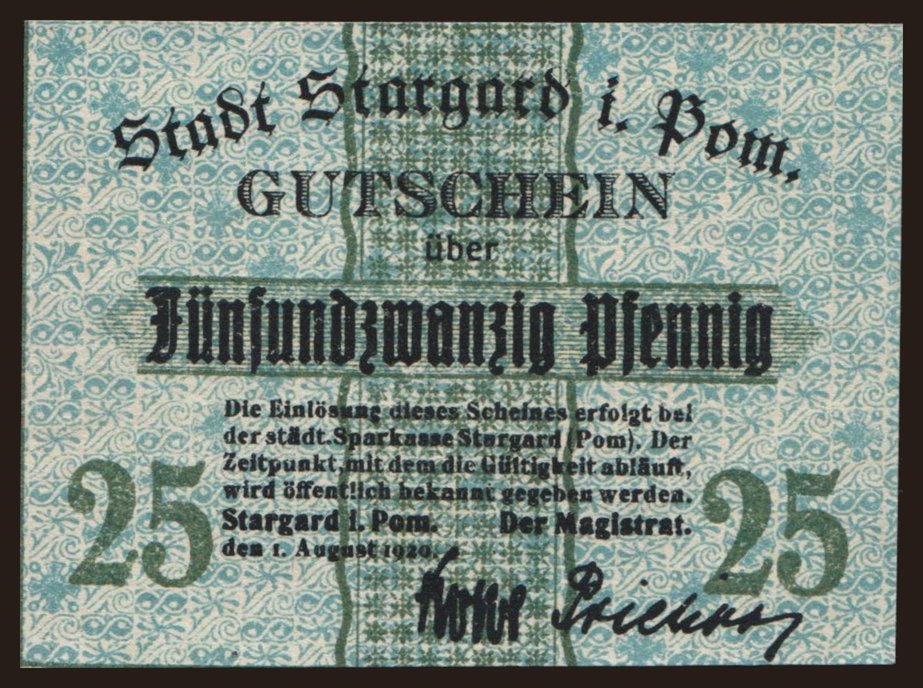 Stadt Stargard i. Pom.
GUTSCHEIN
über
Fünfundzwanzig Pfennig
Die Einlösung dieses Scheines erfolgt bei
der städt. Sparkasse Stargard (Pom). Der
Zeitpunkt, mit dem die Gültigkeit abläuft,
wird öffentlich bekannt gegeben werden.
Stargard i. Pom. Der Magistrat.
den 1. August 1920.
25
25